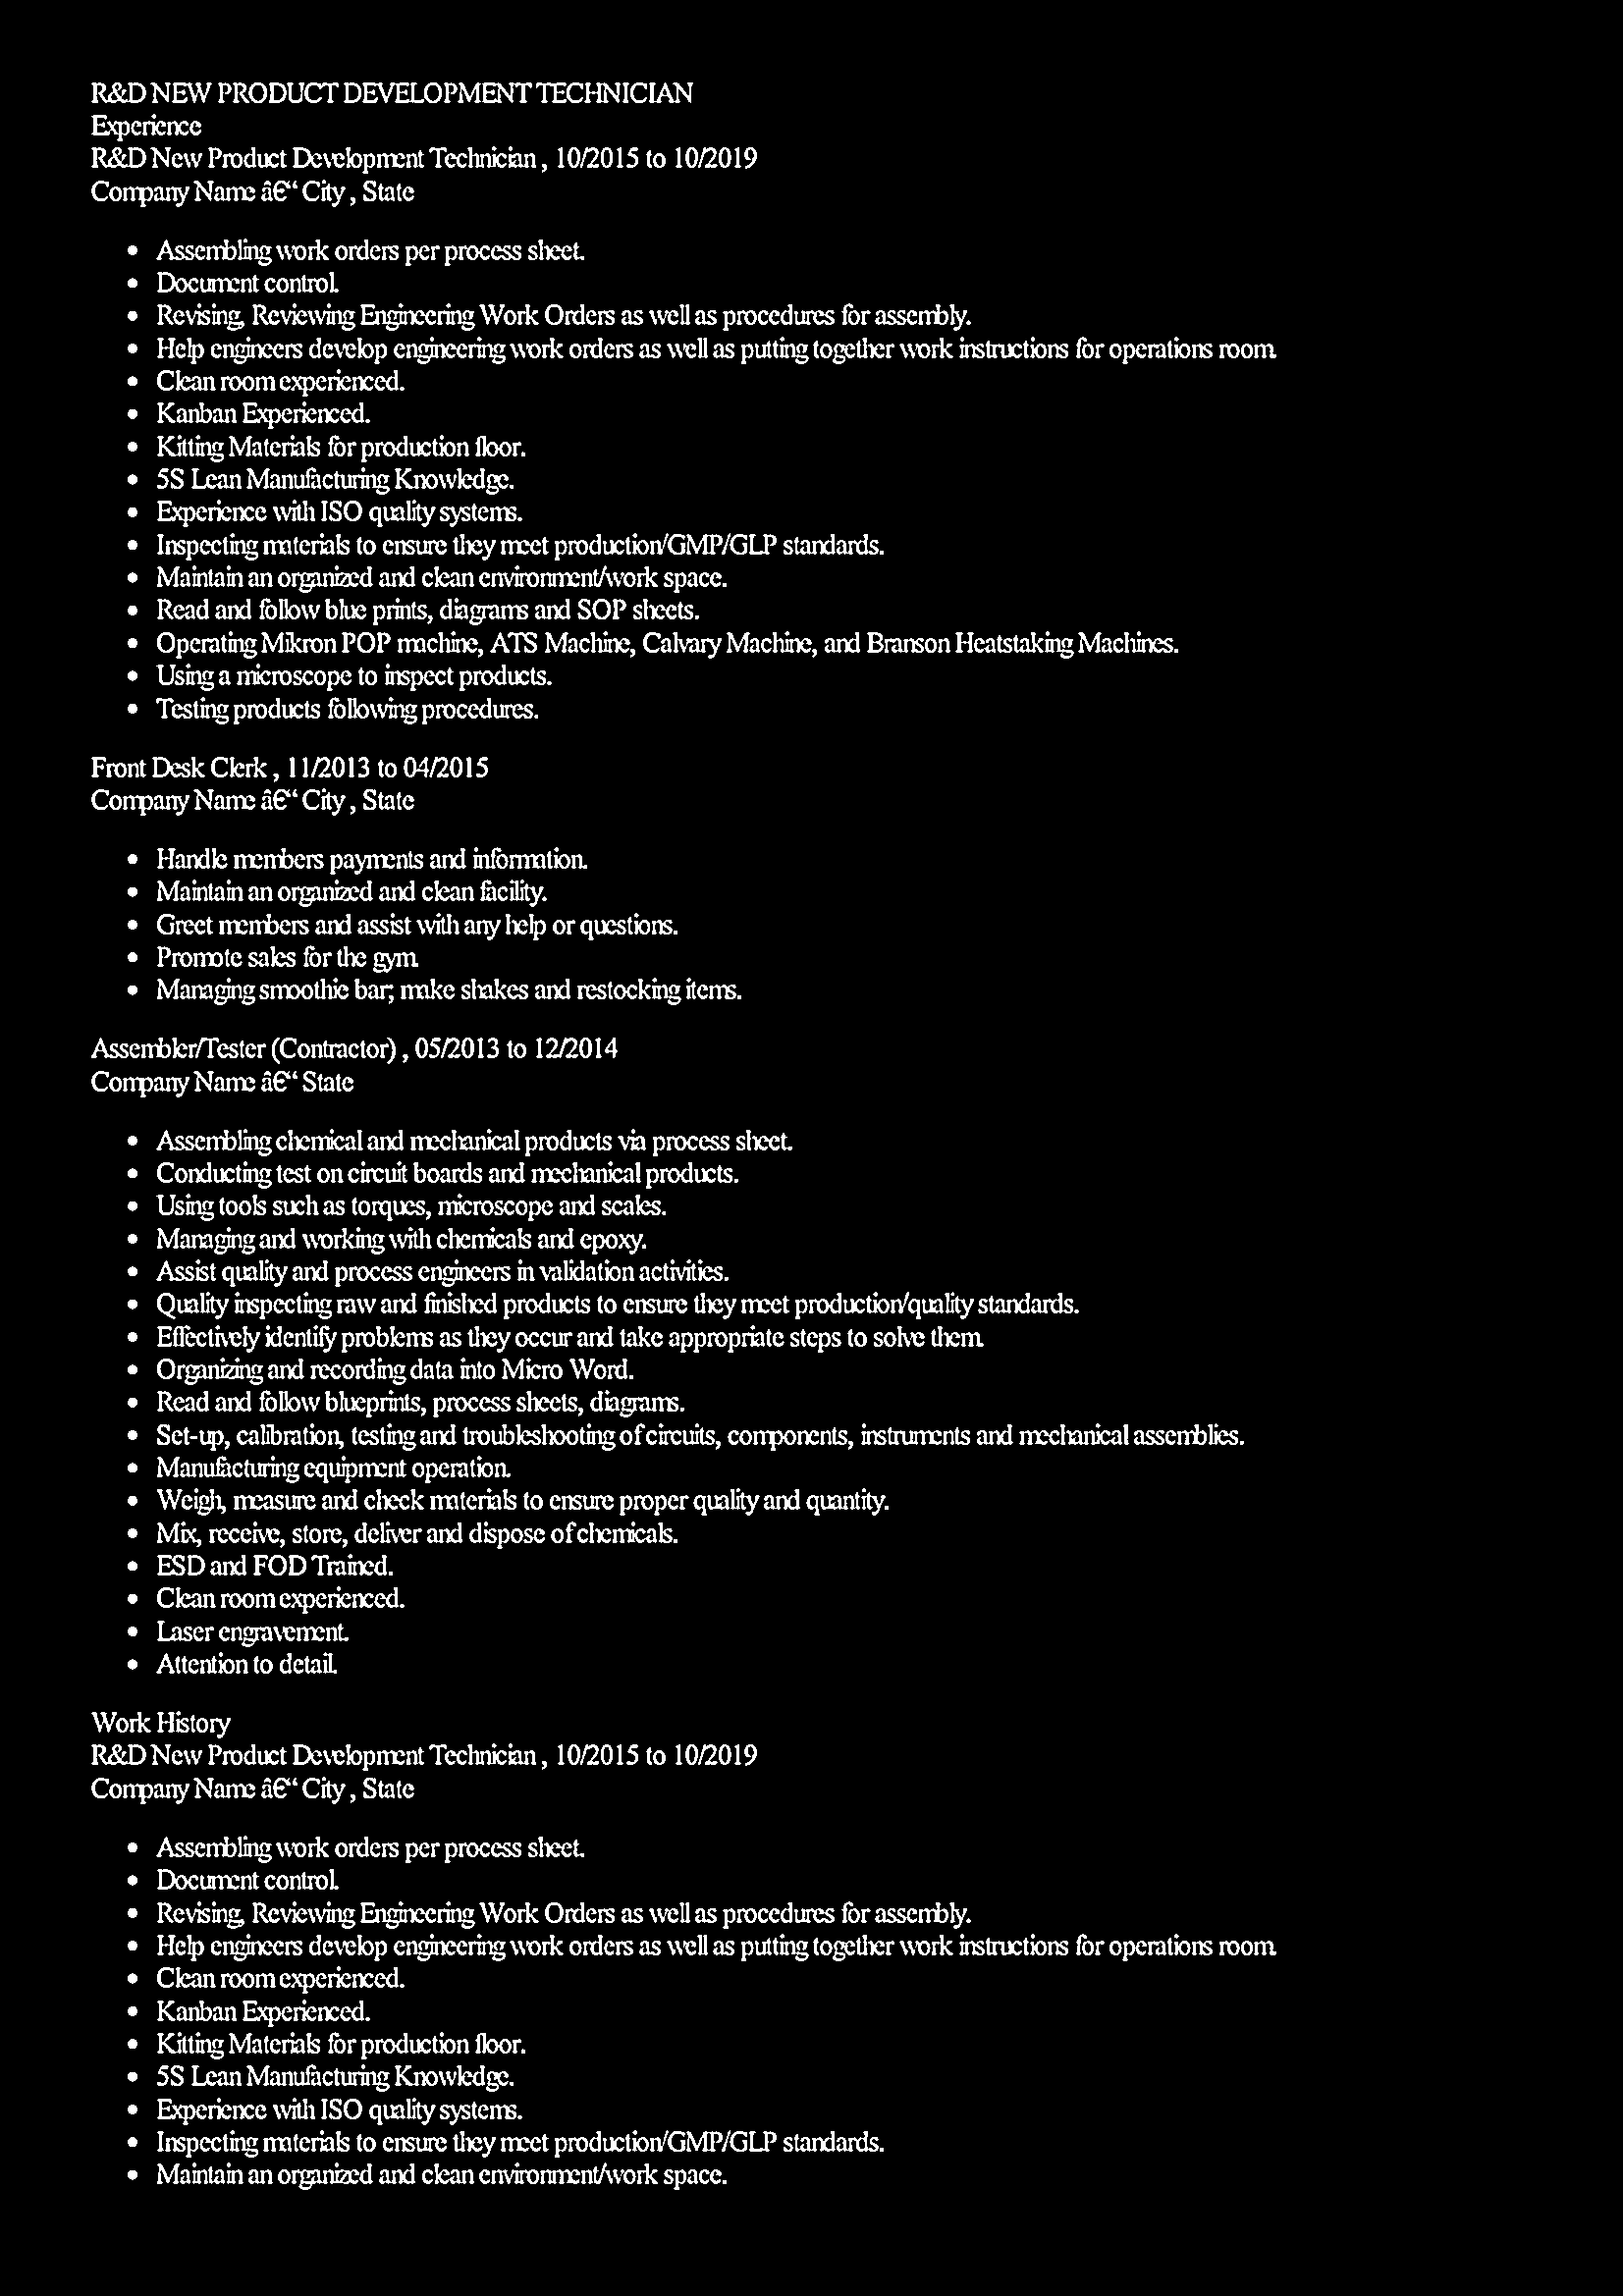 R&D NEW PRODUCT DEVELOPMENT TECHNICIAN
Experience
R&D New Product Development Technician , 10/2015 to 10/2019
Company Name â€“ City , State
• Assembling work orders per process sheet.
• Document control.
• Revising, Reviewing Engineering Work Orders as well as procedures for assembly.
• Help engineers develop engineering work orders as well as putting together work instructions for operations room.
• Clean room experienced.
• Kanban Experienced.
• Kitting Materials for production floor.
• 5S Lean Manufacturing Knowledge.
• Experience with ISO quality systems.
• Inspecting materials to ensure they meet production/GMP/GLP standards.
• Maintain an organized and clean environment/work space.
• Read and follow blue prints, diagrams and SOP sheets.
• Operating Mikron POP machine, ATS Machine, Calvary Machine, and Branson Heatstaking Machines.
• Using a microscope to inspect products.
• Testing products following procedures.
Front Desk Clerk , 11/2013 to 04/2015
Company Name â€“ City , State
• Handle members payments and information.
• Maintain an organized and clean facility.
• Greet members and assist with any help or questions.
• Promote sales for the gym.
• Managing smoothie bar; make shakes and restocking items.
Assembler/Tester (Contractor) , 05/2013 to 12/2014
Company Name â€“ State
• Assembling chemical and mechanical products via process sheet.
• Conducting test on circuit boards and mechanical products.
• Using tools such as torques, microscope and scales.
• Managing and working with chemicals and epoxy.
• Assist quality and process engineers in validation activities.
• Quality inspecting raw and finished products to ensure they meet production/quality standards.
• Effectively identify problems as they occur and take appropriate steps to solve them.
• Organizing and recording data into Micro Word.
• Read and follow blueprints, process sheets, diagrams.
• Set-up, calibration, testing and troubleshooting of circuits, components, instruments and mechanical assemblies.
• Manufacturing equipment operation.
• Weigh, measure and check materials to ensure proper quality and quantity.
• Mix, receive, store, deliver and dispose of chemicals.
• ESD and FOD Trained.
• Clean room experienced.
• Laser engravement.
• Attention to detail.
Work History
R&D New Product Development Technician , 10/2015 to 10/2019
Company Name â€“ City , State
• Assembling work orders per process sheet.
• Document control.
• Revising, Reviewing Engineering Work Orders as well as procedures for assembly.
• Help engineers develop engineering work orders as well as putting together work instructions for operations room.
• Clean room experienced.
• Kanban Experienced.
• Kitting Materials for production floor.
• 5S Lean Manufacturing Knowledge.
• Experience with ISO quality systems.
• Inspecting materials to ensure they meet production/GMP/GLP standards.
• Maintain an organized and clean environment/work space.